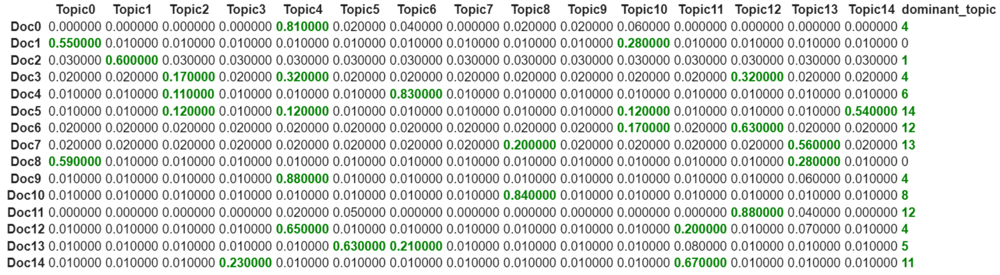 Topic0 Topic1 Topic2 Topic3 Topic4 Topic5 Topic6 Topic7 Topic8 Topic9 Topic10 Topic11 Topic12 Topic13 Topic14 dominant_topic
Doc0 0.000000 0.000000 0.000000 0.000000 0.810000 0.020000 0.040000 0.000000 0.020000 0.020000 0.060000 0.000000 0.000000 0.000000 0.000000 4
Doc1 0.550000 0.010000 0.010000 0.010000 0.010000 0.010000 0.010000 0.010000 0.010000 0.010000 0.280000 0.010000 0.010000 0.010000 0.010000 0
Doc2 0.030000 0.600000 0.030000 0.030000 0.030000 0.030000 0.030000 0.030000 0.030000 0.030000 0.030000 0.030000 0.030000 0.030000 0.030000 1
Doc3 0.020000 0.020000 0.170000 0.020000 0.320000 0.020000 0.020000 0.020000 0.020000 0.020000 0.020000 0.020000 0.320000 0.020000 0.020000 4
Doc4 0.010000 0.010000 0.110000 0.010000 0.010000 0.010000 0.830000 0.010000 0.010000 0.010000 0.010000 0.010000 0.010000 0.010000 0.010000 6
Doc5 0.010000 0.010000 0.120000 0.010000 0.120000 0.010000 0.010000 0.010000 0.010000 0.010000 0.120000 0.010000 0.010000 0.010000 0.540000 14
Doc6 0.020000 0.020000 0.020000 0.020000 0.020000 0.020000 0.020000 0.020000 0.020000 0.020000 0.170000 0.020000 0.630000 0.020000 0.020000 12
Doc7 0.020000 0.020000 0.020000 0.020000 0.020000 0.020000 0.020000 0.020000 0.200000 0.020000 0.020000 0.020000 0.020000 0.560000 0.020000 13
Doc8 0.590000 0.010000 0.010000 0.010000 0.010000 0.010000 0.010000 0.010000 0.010000 0.010000 0.010000 0.010000 0.010000 0.280000 0.010000 0
Doc9 0.010000 0.010000 0.010000 0.010000 0.880000 0.010000 0.010000 0.010000 0.010000 0.010000 0.010000 0.010000 0.010000 0.060000 0.010000 4
Doc10 0.010000 0.010000 0.010000 0.010000 0.010000 0.010000 0.010000 0.010000 0.840000 0.010000 0.010000 0.010000 0.010000 0.010000 0.010000 8
Doc11 0.000000 0.000000 0.000000 0.000000 0.020000 0.050000 0.000000 0.000000 0.000000 0.000000 0.000000 0.000000 0.880000 0.040000 0.000000 12
Doc12 0.010000 0.010000 0.010000 0.010000 0.650000 0.010000 0.010000 0.010000 0.010000 0.010000 0.010000 0.200000 0.010000 0.070000 0.010000 4
Doc13 0.010000 0.010000 0.010000 0.010000 0.010000 0.630000 0.210000 0.010000 0.010000 0.010000 0.010000 0.080000 0.010000 0.010000 0.010000 5
Doc14 0.010000 0.010000 0.010000 0.230000 0.010000 0.010000 0.010000 0.010000 0.010000 0.010000 0.010000 0.670000 0.010000 0.010000 0.010000 11